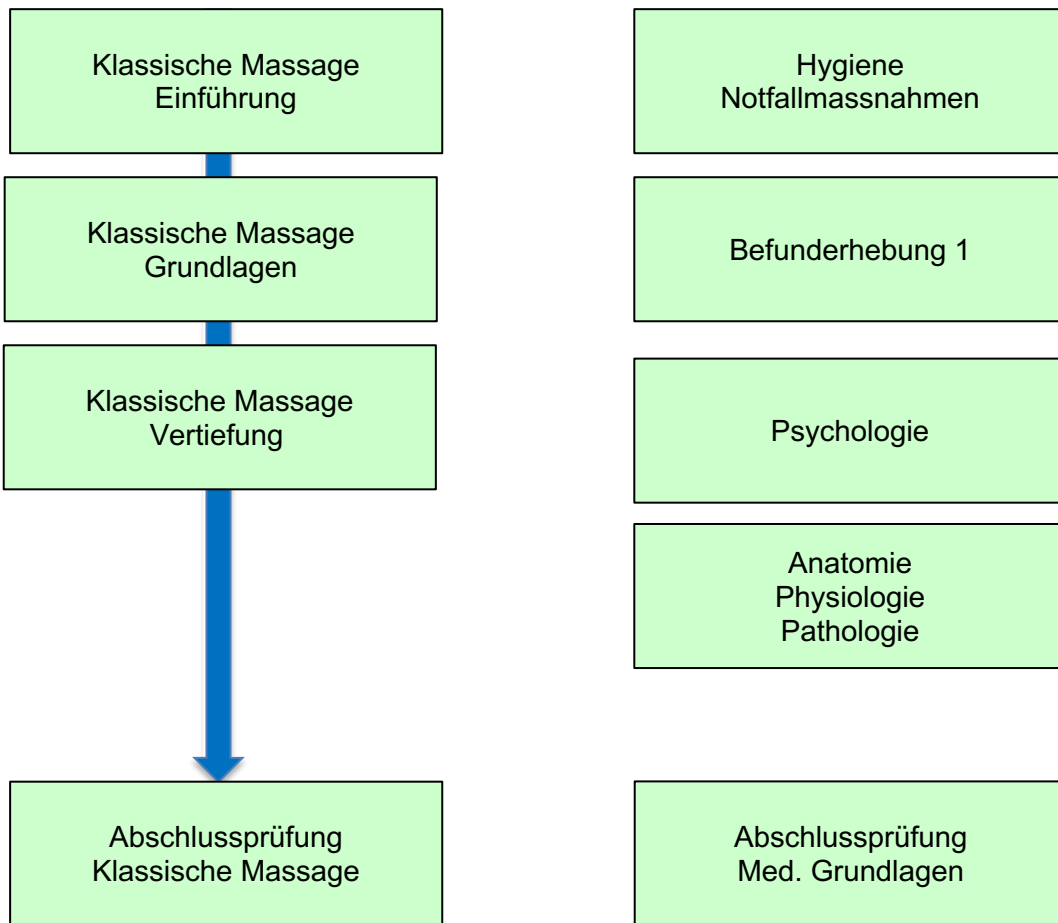 Klassische Massage
Einführung
Hygiene
Notfallmassnahmen
Klassische Massage
Grundlagen
Befunderhebung 1
Klassische Massage
Vertiefung
Psychologie
Anatomie
Physiologie
Pathologie
Abschlussprüfung
Klassische Massage
Abschlussprüfung
Med. Grundlagen